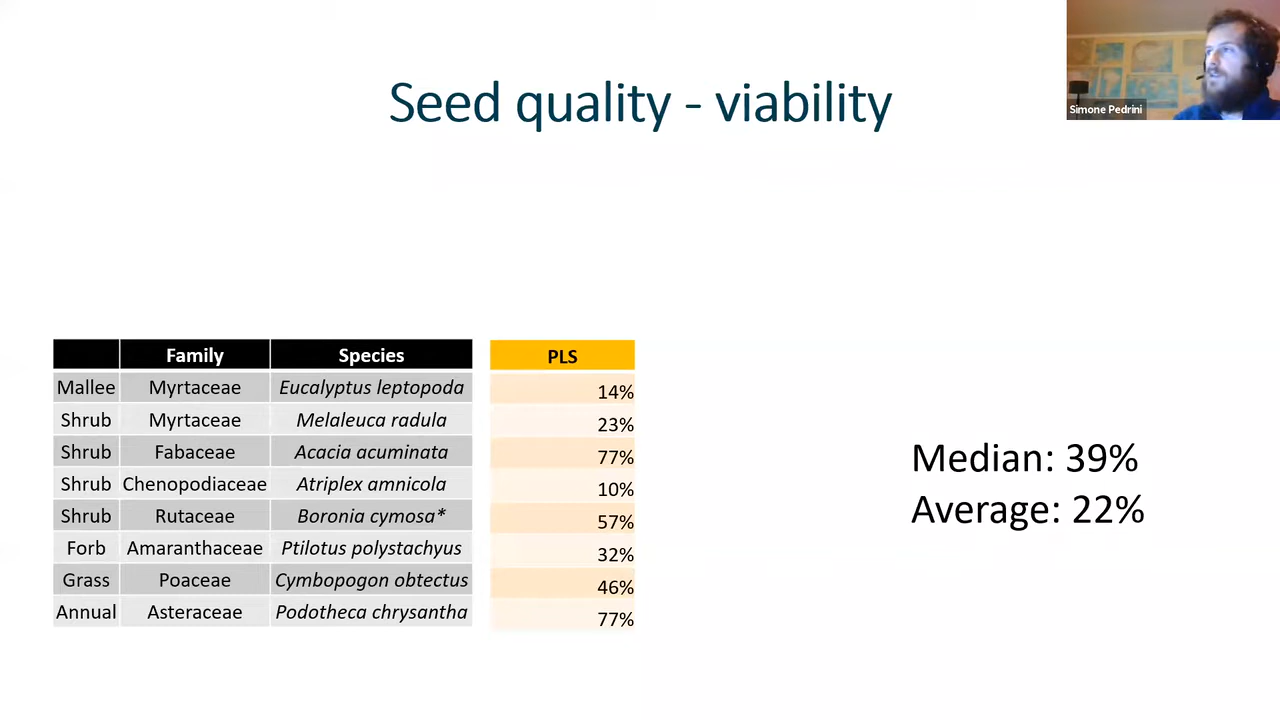 Seed quality - viability
Simone Pedrini
Family Species PLS
Mallee Myrtaceae Eucalyptus leptopoda 14%
Shrub Myrtaceae Melaleuca radula 23%
Shrub Fabaceae Acacia acuminata 77%
Shrub Chenopodiaceae Atriplex amnicola 10%
Shrub Rutaceae Boronia cymosa* 57%
Forb Amaranthaceae Ptilotus polystachyus 32%
Grass Poaceae Cymbopogon obtectus 46%
Annual Asteraceae Podotheca chrysantha 77%
Median: 39%
Average: 22%